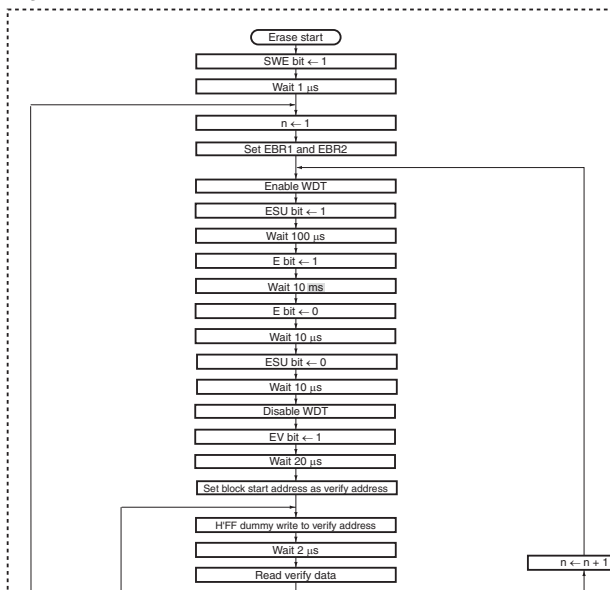 Erase start
SWE bit ← 1
Wait 1 µs
n ← 1
Set EBR1 and EBR2
Enable WDT
ESU bit ← 1
Wait 100 µs
E bit ← 1
Wait 10 ms
E bit ← 0
Wait 10 µs
ESU bit ← 0
Wait 10 µs
Disable WDT
EV bit ← 1
Wait 20 µs
Set block start address as verify address
H'FF dummy write to verify address
Wait 2 µs
n ← n + 1
Read verify data